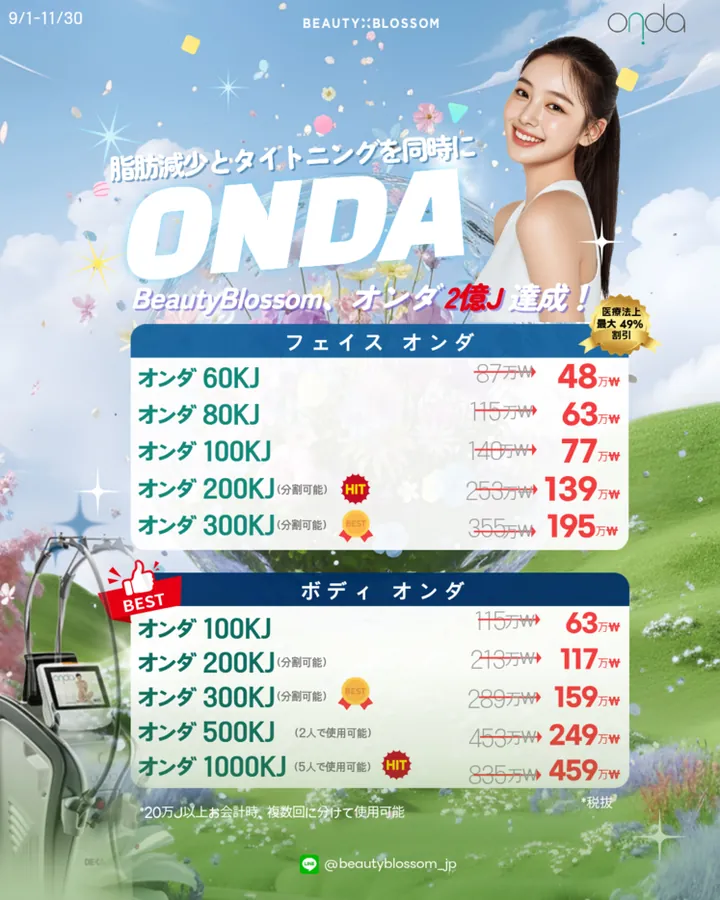 9/1-11/30
BEAUTY BLOSSOM
onda
脂肪減少とタイトニングを同時に
ONDA
BeautyBlossom、オンダ 2億J 達成！
医療法上
最大 49%
割引
フェイス オンダ
オンダ 60KJ 87万₩ 48万₩
オンダ 80KJ 115万₩ 63万₩
オンダ 100KJ 140万₩ 77万₩
オンダ 200KJ(分割可能) HIT 253万₩ 139万₩
オンダ 300KJ(分割可能) BEST 355万₩ 195万₩
BEST
ボディ オンダ
オンダ 100KJ 115万₩ 63万₩
オンダ 200KJ(分割可能) 213万₩ 117万₩
オンダ 300KJ(分割可能) BEST 289万₩ 159万₩
オンダ 500KJ (2人で使用可能) 453万₩ 249万₩
オンダ 1000KJ (5人で使用可能) HIT 835万₩ 459万₩
*税抜
*20万J以上お会計時、複数回に分けて使用可能
LINE @beautyblossom_jp